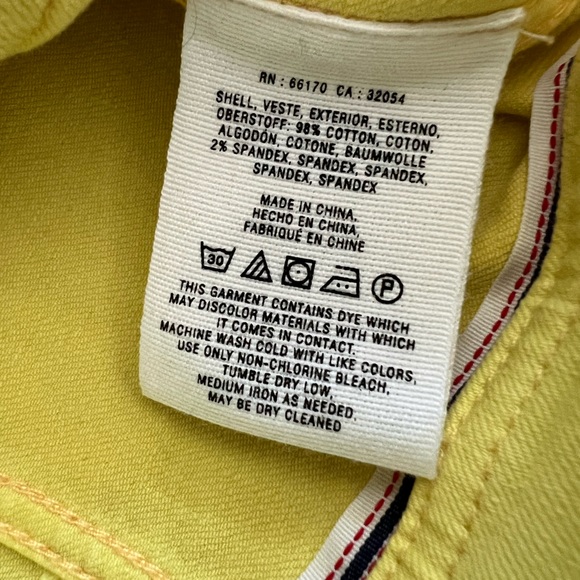 RN : 66170 CA : 32054
SHELL, VESTE, EXTERIOR, ESTERNO,
OBERSTOFF: 98% COTTON, COTON,
ALGODÓN, COTONE, BAUMWOLLE
2% SPANDEX, SPANDEX, SPANDEX,
SPANDEX, SPANDEX
MADE IN CHINA,
HECHO EN CHINA,
FABRIQUÉ EN CHINE
30 P
THIS GARMENT CONTAINS DYE WHICH
MAY DISCOLOR MATERIALS WITH WHICH
IT COMES IN CONTACT.
MACHINE WASH COLD WITH LIKE COLORS,
USE ONLY NON-CHLORINE BLEACH,
TUMBLE DRY LOW,
MEDIUM IRON AS NEEDED,
MAY BE DRY CLEANED